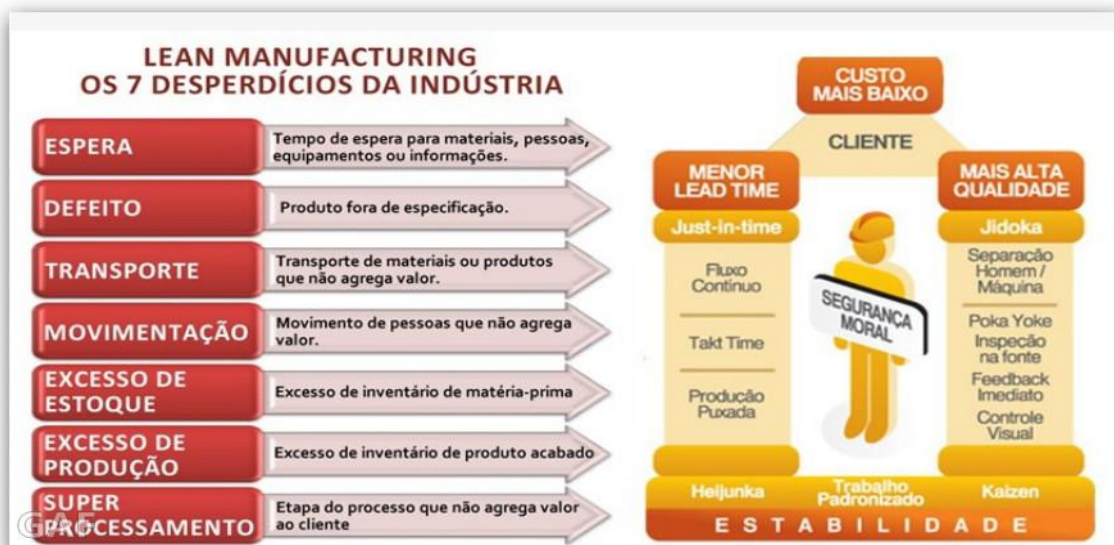 LEAN MANUFACTURING
OS 7 DESPERDÍCIOS DA INDÚSTRIA
ESPERA
Tempo de espera para materiais, pessoas,
equipamentos ou informações.
DEFEITO
Produto fora de especificação.
TRANSPORTE
Transporte de materiais ou produtos
que não agrega valor.
MOVIMENTAÇÃO
Movimento de pessoas que não agrega
valor.
EXCESSO DE
ESTOQUE
Excesso de inventário de matéria-prima
EXCESSO DE
PRODUÇÃO
Excesso de inventário de produto acabado
SUPER
PROCESSAMENTO
Etapa do processo que não agrega valor
ao cliente
GAF
CUSTO
MAIS BAIXO
CLIENTE
MENOR
LEAD TIME
Just-in-time
Fluxo
Contínuo
Takt Time
Produção
Puxada
SEGURANÇA
MORAL
MAIS ALTA
QUALIDADE
Jidoka
Separação
Homem /
Máquina
Poka Yoke
Inspeção
na fonte
Feedback
Imediato
Controle
Visual
Heijunka
Trabalho
Padronizado
Kaizen
ESTABILIDADE